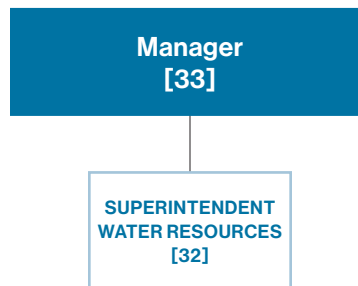 Manager
[33]
SUPERINTENDENT
WATER RESOURCES
[32]